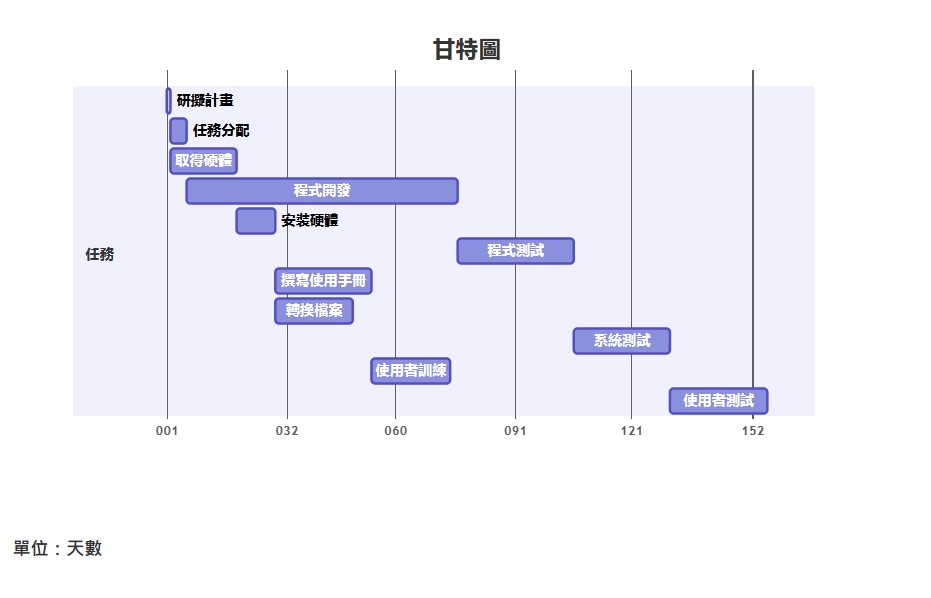 甘特圖
研擬計畫
任務分配
取得硬體
程式開發
安裝硬體
任務
程式測試
撰寫使用手冊
轉換檔案
系統測試
使用者訓練
使用者測試
001 032 060 091 121 152
單位：天數